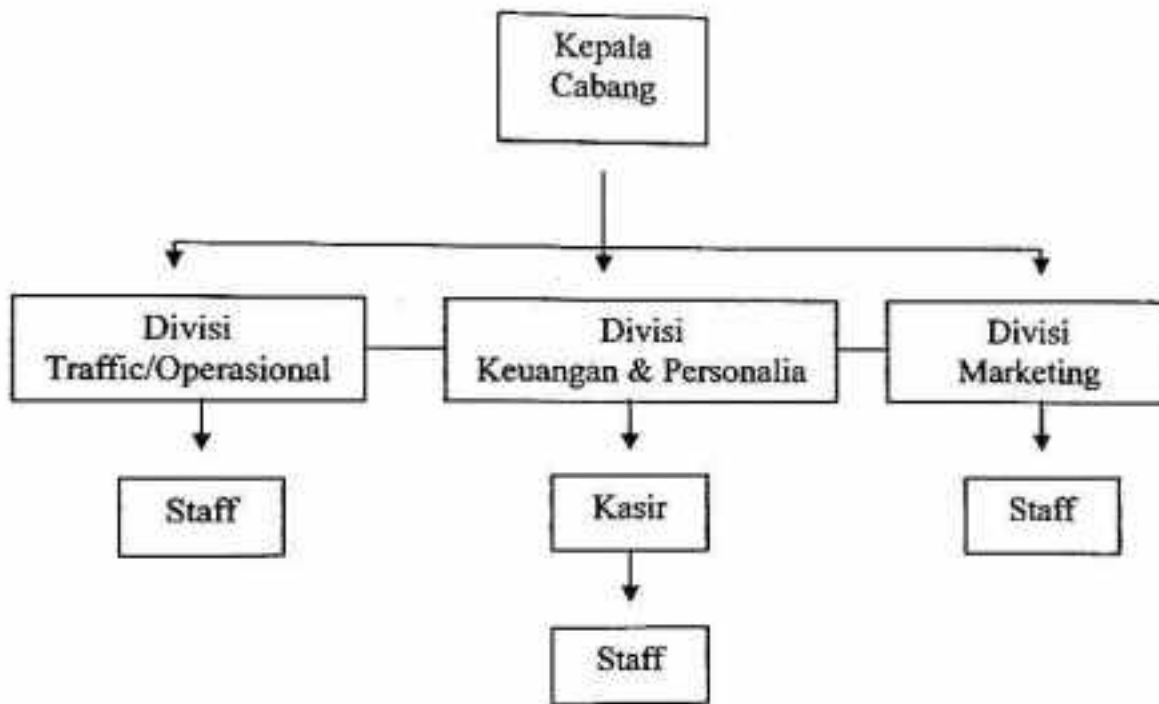 Kepala
Cabang
Divisi
Traffic/Operasional
Divisi
Keuangan & Personalia
Divisi
Marketing
Staff
Kasir
Staff
Staff